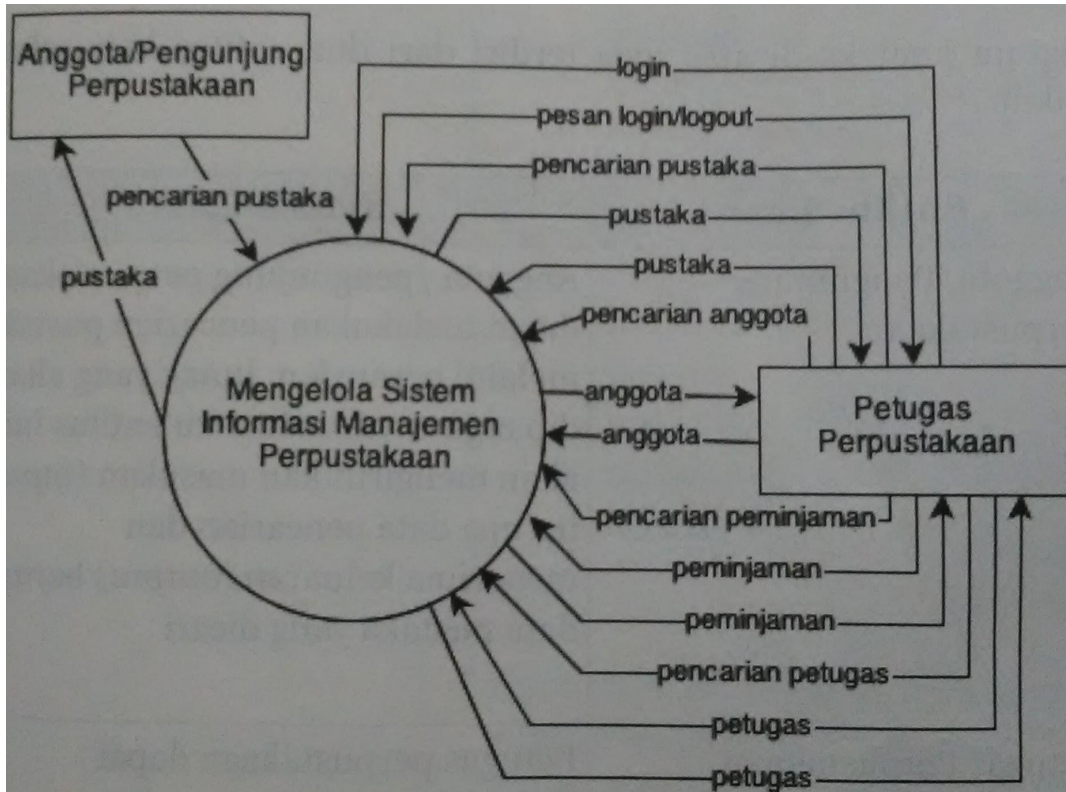 Anggota/Pengunjung
Perpustakaan
login
pesan login/logout
pencarian pustaka
pencarian pustaka
pustaka
pustaka
pustaka
pencarian anggota
Mengelola Sistem
Informasi Manajemen
Perpustakaan
anggota
anggota
Petugas
Perpustakaan
pencarian peminjaman
peminjaman
peminjaman
pencarian petugas
petugas
petugas